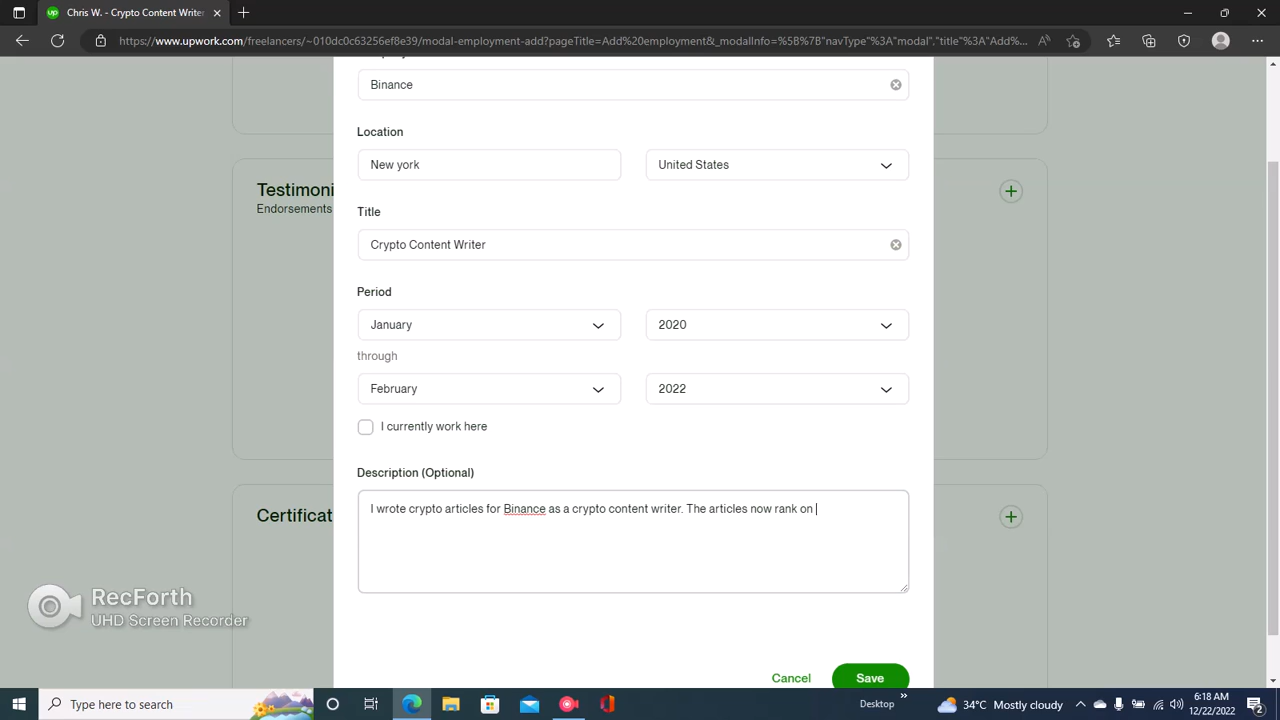 Chris W. - Crypto Content Writer
https://www.upwork.com/freelancers/~010dc0c63256ef8e39/modal-employment-add?pageTitle=Add%20employment&_modalInfo=%5B%7B"navType"%3A"modal","title"%3A"Add%...
Binance
Location
New york
United States
Testimoni
Endorsements
Title
Crypto Content Writer
Period
January
2020
through
February
2022
I currently work here
Description (Optional)
Certificat
I wrote crypto articles for Binance as a crypto content writer. The articles now rank on
RecForth
UHD Screen Recorder
Cancel
Save
Type here to search
Desktop
34°C Mostly cloudy
6:18 AM
12/22/2022
2